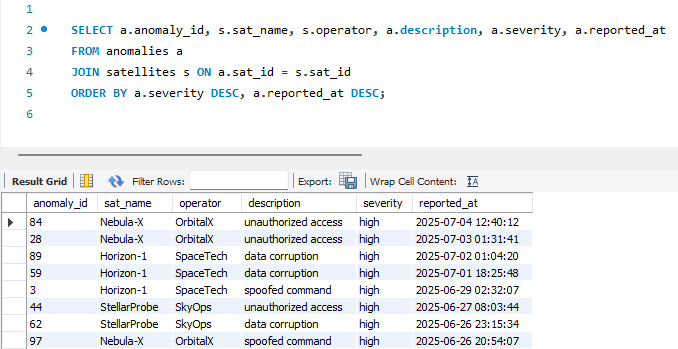 1
2 SELECT a.anomaly_id, s.sat_name, s.operator, a.description, a.severity, a.reported_at
3 FROM anomalies a
4 JOIN satellites s ON a.sat_id = s.sat_id
5 ORDER BY a.severity DESC, a.reported_at DESC;
6
Result Grid Filter Rows: Export: Wrap Cell Content: IA
anomaly_id sat_name operator description severity reported_at
84 Nebula-X OrbitalX unauthorized access high 2025-07-04 12:40:12
28 Nebula-X OrbitalX unauthorized access high 2025-07-03 01:31:41
89 Horizon-1 SpaceTech data corruption high 2025-07-02 01:04:20
59 Horizon-1 SpaceTech data corruption high 2025-07-01 18:25:48
3 Horizon-1 SpaceTech spoofed command high 2025-06-29 02:32:07
44 StellarProbe SkyOps unauthorized access high 2025-06-27 08:03:44
62 StellarProbe SkyOps data corruption high 2025-06-26 23:15:34
97 Nebula-X OrbitalX spoofed command high 2025-06-26 20:54:07